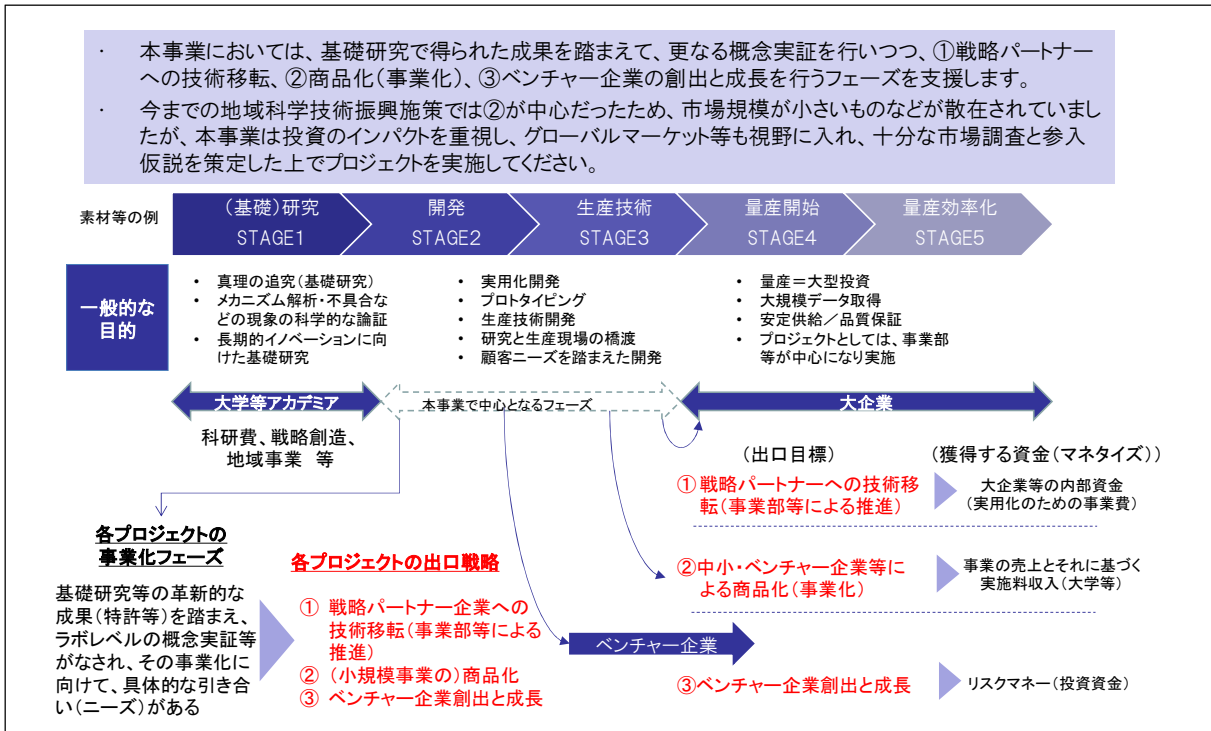 ・ 本事業においては、基礎研究で得られた成果を踏まえて、更なる概念実証を行いつつ、①戦略パートナー
への技術移転、②商品化(事業化)、③ベンチャー企業の創出と成長を行うフェーズを支援します。
・ 今までの地域科学技術振興施策では②が中心だったため、市場規模が小さいものなどが散在されていまし
たが、本事業は投資のインパクトを重視し、グローバルマーケット等も視野に入れ、十分な市場調査と参入
仮説を策定した上でプロジェクトを実施してください。
素材等の例
(基礎)研究
STAGE1
開発
STAGE2
生産技術
STAGE3
量産開始
STAGE4
量産効率化
STAGE5
一般的な
目的
• 真理の追究(基礎研究)
• メカニズム解析・不具合な
どの現象の科学的な論証
• 長期的イノベーションに向
けた基礎研究
• 実用化開発
• プロトタイピング
• 生産技術開発
• 研究と生産現場の橋渡
• 顧客ニーズを踏まえた開発
• 量産=大型投資
• 大規模データ取得
• 安定供給/品質保証
• プロジェクトとしては、事業部
等が中心になり実施
大学等アカデミア
本事業で中心となるフェーズ
大企業
科研費、戦略創造、
地域事業 等
(出口目標)
(獲得する資金(マネタイズ))
①戦略パートナーへの技術移
転(事業部等による推進)
大企業等の内部資金
(実用化のための事業費)
②中小・ベンチャー企業等に
よる商品化(事業化)
事業の売上とそれに基づく
実施料収入(大学等)
ベンチャー企業
③ベンチャー企業創出と成長
リスクマネー(投資資金)
各プロジェクトの
事業化フェーズ
基礎研究等の革新的な
成果(特許等)を踏まえ、
ラボレベルの概念実証等
がなされ、その事業化に
向けて、具体的な引き合
い(ニーズ)がある
各プロジェクトの出口戦略
① 戦略パートナー企業への
技術移転(事業部等による
推進)
② (小規模事業の)商品化
③ ベンチャー企業創出と成長